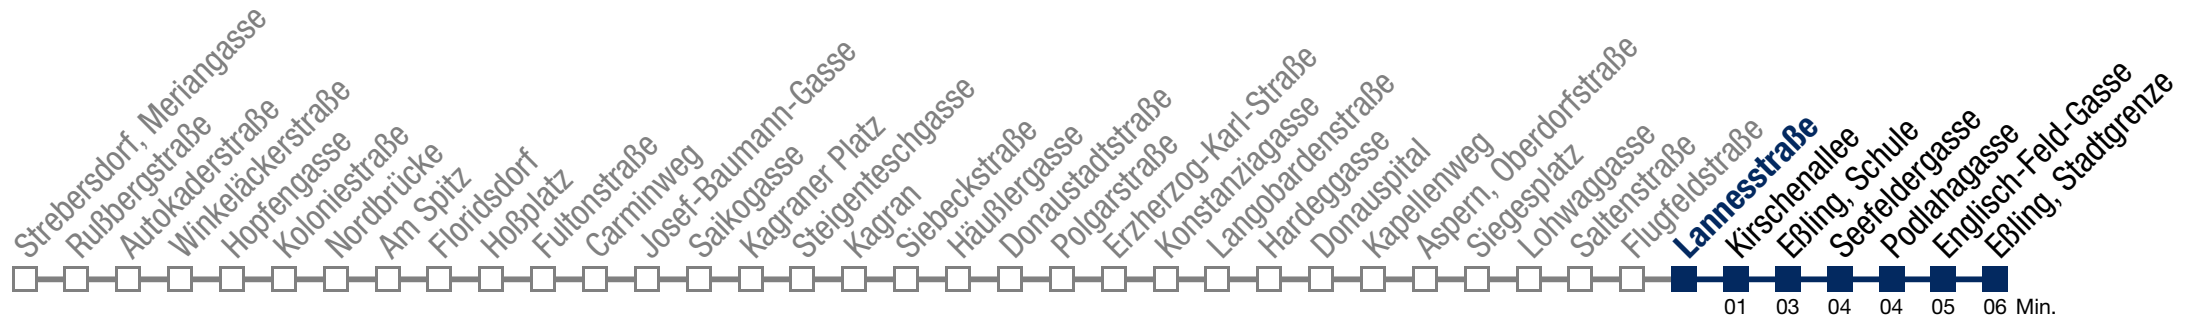 Strebersdorf, Meriangasse
Rußbergstraße
Autokaderstraße
Winkeläckerstraße
Hopfengasse
Koloniestraße
Nordbrücke
Am Spitz
Floridsdorf
Hoßplatz
Fultonstraße
Carminweg
Josef-Baumann-Gasse
Saikogasse
Kagraner Platz
Steigenteschgasse
Kagran
Siebeckstraße
Häußlergasse
Donaustadtstraße
Polgarstraße
Erzherzog-Karl-Straße
Konstanziagasse
Langobardenstraße
Hardeggasse
Donauspital
Kapellenweg
Aspern, Oberdorfstraße
Siegesplatz
Lohwaggasse
Saltenstraße
Flugfeldstraße
Lannesstraße
Kirschenallee
Eßling, Schule
Seefeldergasse
Podlahagasse
Englisch-Feld-Gasse
Eßling, Stadtgrenze
01 03 04 04 05 06 Min.